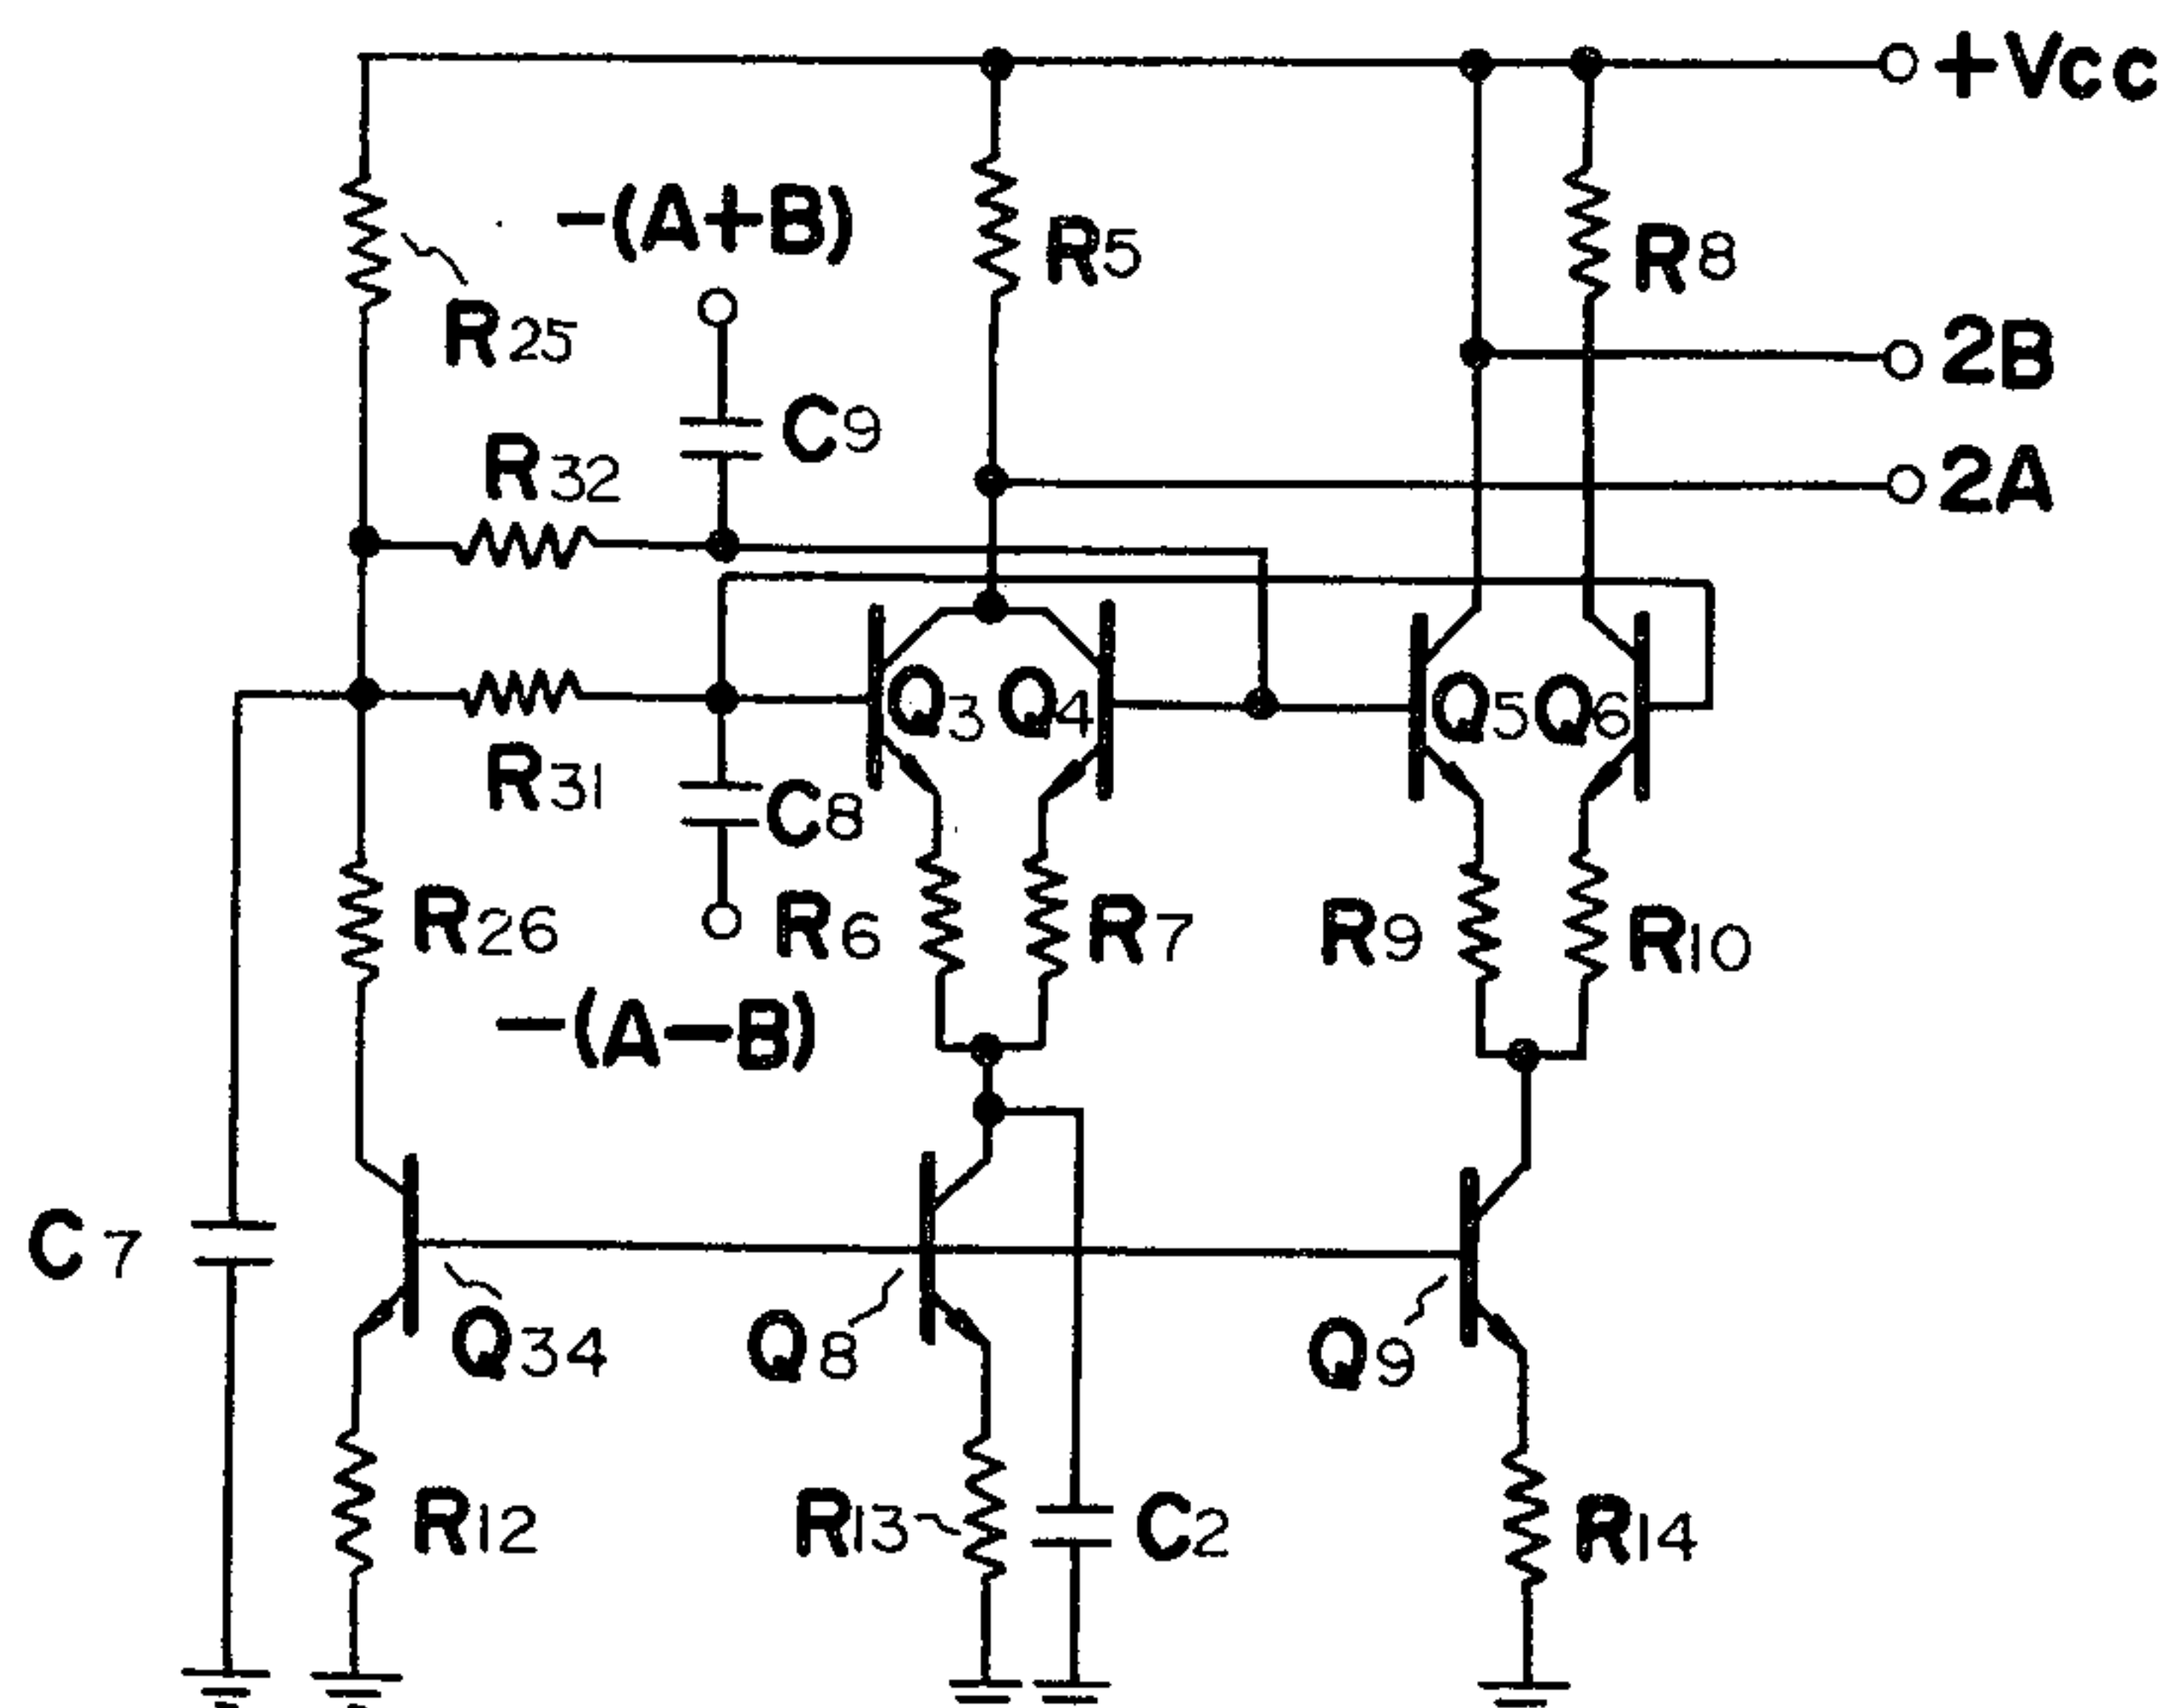 +Vcc
-(A+B)
R5
R8
R25
2B
C9
R32
2A
Q3
Q4
Q5
Q6
R31
C8
R26
R6
R7
R9
R10
-(A-B)
C7
Q34
Q8
Q9
R12
R13
C2
R14